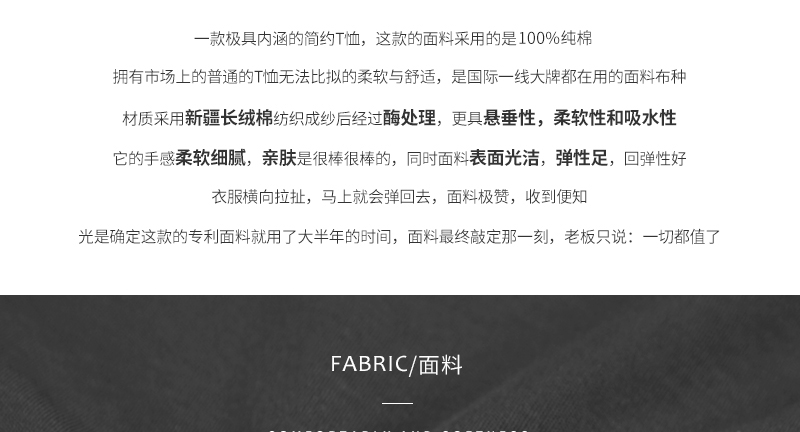 一款极具内涵的简约T恤，这款的面料采用的是100%纯棉
拥有市场上的普通的T恤无法比拟的柔软与舒适，是国际一线大牌都在用的面料布种
材质采用新疆长绒棉纺织成纱后经过酶处理，更具悬垂性，柔软性和吸水性
它的手感柔软细腻，亲肤是很棒很棒的，同时面料表面光洁，弹性足，回弹性好
衣服横向拉扯，马上就会弹回去，面料极赞，收到便知
光是确定这款的专利面料就用了大半年的时间，面料最终敲定那一刻，老板只说：一切都值了
FABRIC/面料